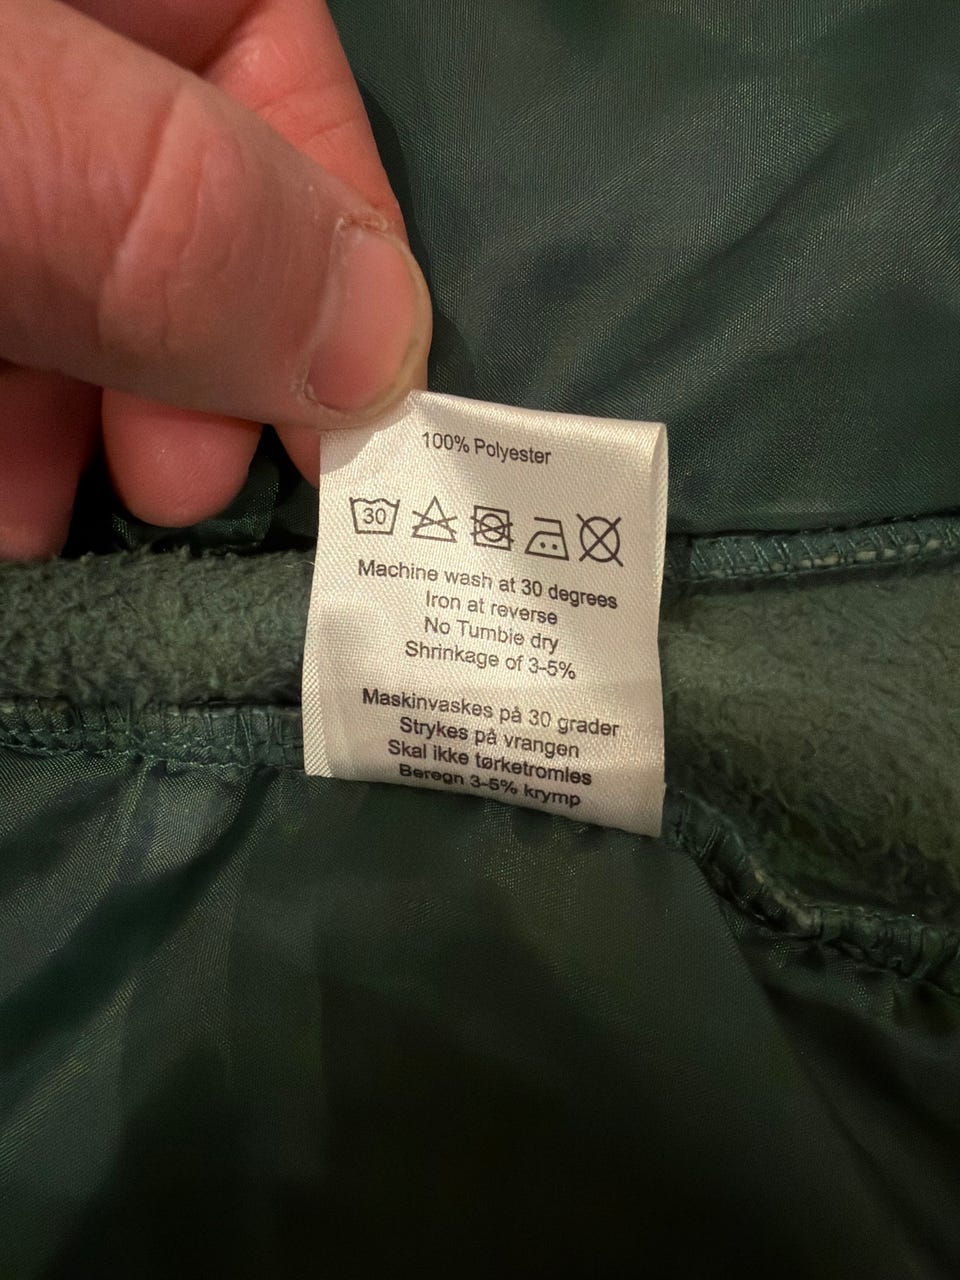 100% Polyester
30
Machine wash at 30 degrees
Iron at reverse
No Tumble dry
Shrinkage of 3-5%
Maskinvaskes på 30 grader
Strykes på vrangen
Skal ikke tørketromles
Beregn 3-5% krymp